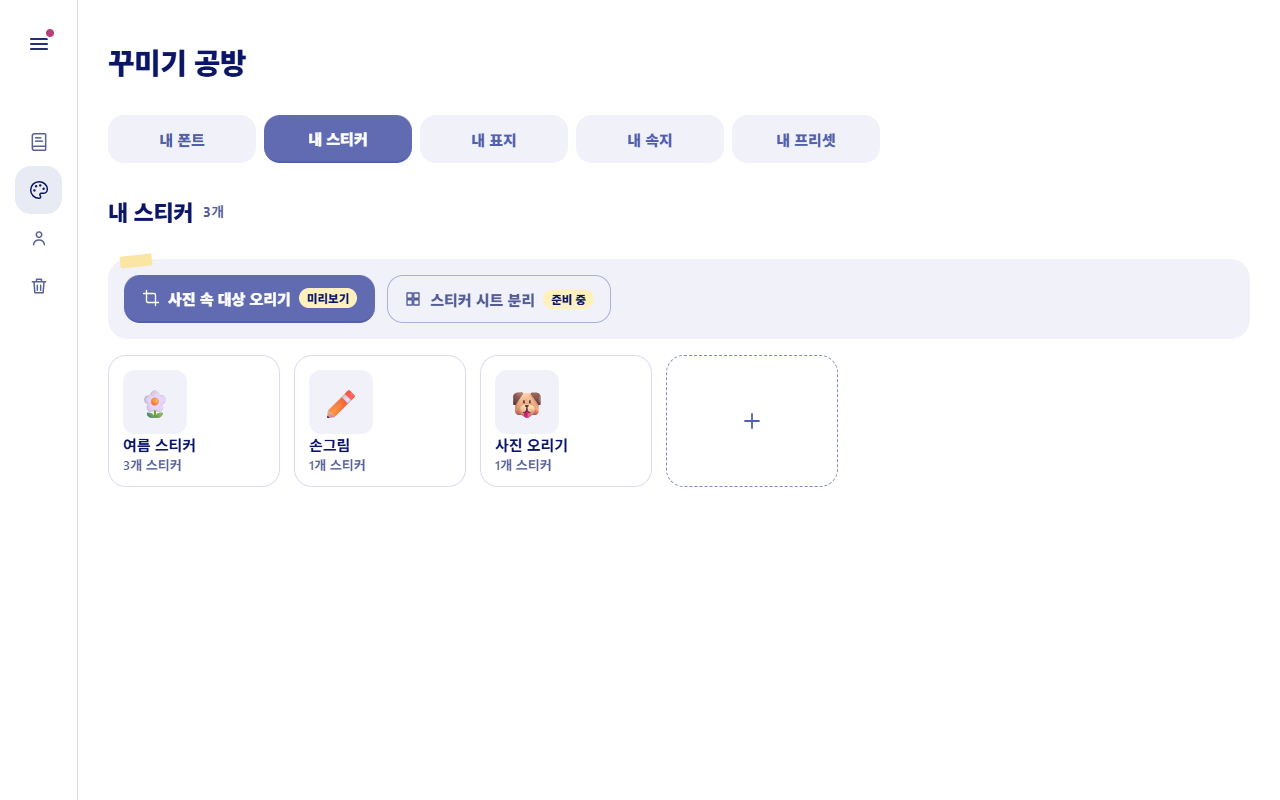 꾸미기 공방
내 폰트
내 스티커
내 표지
내 속지
내 프리셋
내 스티커 3개
사진 속 대상 오리기 미리보기
스티커 시트 분리 준비 중
여름 스티커
3개 스티커
손그림
1개 스티커
사진 오리기
1개 스티커